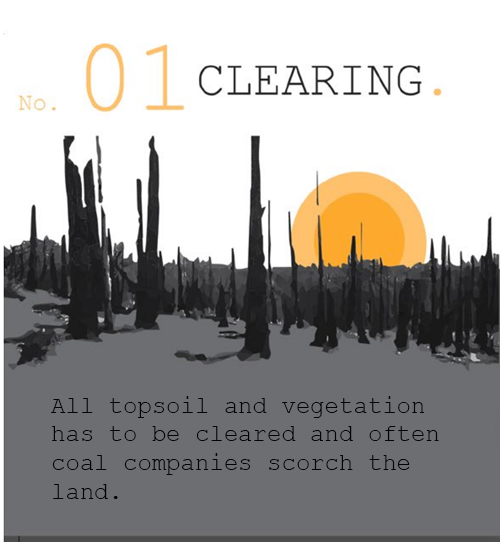 No. 01 CLEARING.
All topsoil and vegetation
has to be cleared and often
coal companies scorch the
land.